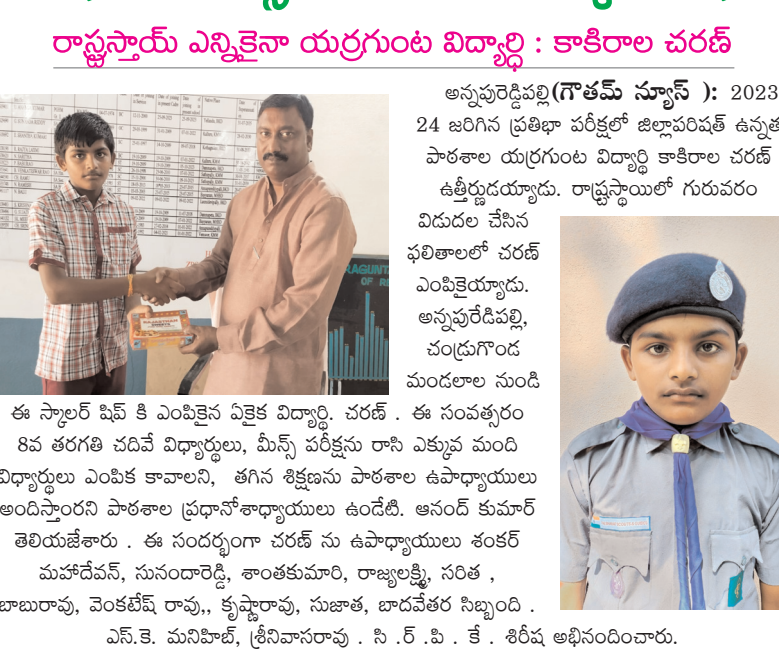 రాస్ట్రస్తాయ్ ఎన్నికైనా యర్రగుంట విద్యార్ధి : కాకిరాల చరణ్
అన్నపురెడ్డిపల్లి(గౌతమ్ న్యూస్ ): 2023
24 జరిగిన ప్రతిభా పరీక్షలో జిల్లాపరిషత్ ఉన్నత
పాఠశాల యర్రగుంట విద్యార్థి కాకిరాల చరణ్
ఉత్తీర్ణుడయ్యాడు. రాష్ట్రస్థాయిలో గురువరం
విడుదల చేసిన
ఫలితాలలో చరణ్
ఎంపికైయ్యాడు.
అన్నపురేడిపల్లి,
చండ్రుగొండ
మండలాల నుండి
ఈ స్కాలర్ షిప్ కి ఎంపికైన ఏకైక విద్యార్థి. చరణ్ . ఈ సంవత్సరం
8వ తరగతి చదివే విద్యార్థులు, మీన్స్ పరీక్షను రాసి ఎక్కువ మంది
విధ్యార్థులు ఎంపిక కావాలని, తగిన శిక్షణను పాఠశాల ఉపాధ్యాయులు
అందిస్తాంరని పాఠశాల ప్రధానోశాధ్యాయులు ఉండేటి. ఆనంద్ కుమార్
తెలియజేశారు . ఈ సందర్భంగా చరణ్ ను ఉపాధ్యాయులు శంకర్
మహాదేవన్, సునందారెడ్డి, శాంతకుమారి, రాజ్యలక్ష్మి, సరిత ,
బాబురావు, వెంకటేష్ రావు,, కృష్ణారావు, సుజాత, బాదవేతర సిబ్బంది .
ఎస్.కె. మనిహిబ్, శ్రీనివాసరావు . సి .ర్ .పి . కే . శిరీష అభినందించారు.